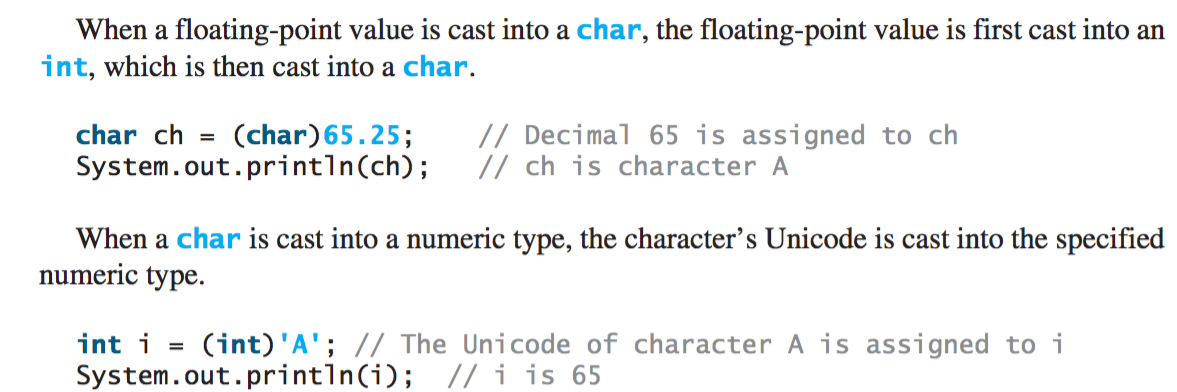 When a floating-point value is cast into a char, the floating-point value is first cast into an
int, which is then cast into a char.
char ch = (char)65.25; // Decimal 65 is assigned to ch
System.out.println(ch); // ch is character A
When a char is cast into a numeric type, the character’s Unicode is cast into the specified
numeric type.
int i = (int)'A'; // The Unicode of character A is assigned to i
System.out.println(i); // i is 65